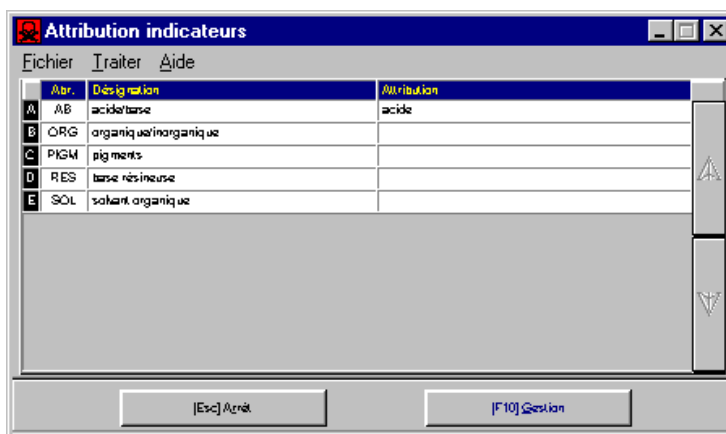 Attribution indicateurs
Fichier Traiter Aide
Abr. Désignation Attribution
A AB acide/base acide
B ORG organique/inorganique
C PIGM pigments
D RES base résineuse
E SOL solvant organique
[Esc] Arrêt [F10] Gestion